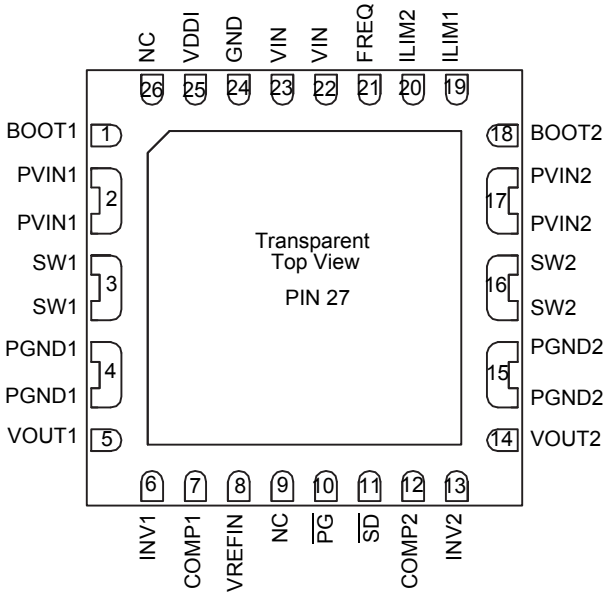 NC
VDDI
GND
VIN
VIN
FREQ
ILIM2
ILIM1
26
25
24
23
22
21
20
19
BOOT1
1
18
BOOT2
PVIN1
PVIN1
2
17
PVIN2
PVIN2
SW1
SW1
3
16
SW2
SW2
PGND1
PGND1
4
15
PGND2
PGND2
VOUT1
5
14
VOUT2
Transparent
Top View
PIN 27
6
7
8
9
10
11
12
13
INV1
COMP1
VREFIN
NC
PG
SD
COMP2
INV2